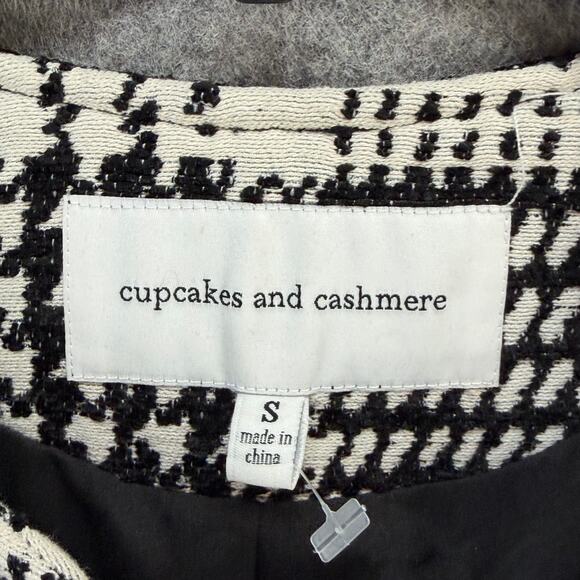 cupcakes and cashmere
S
made in
china